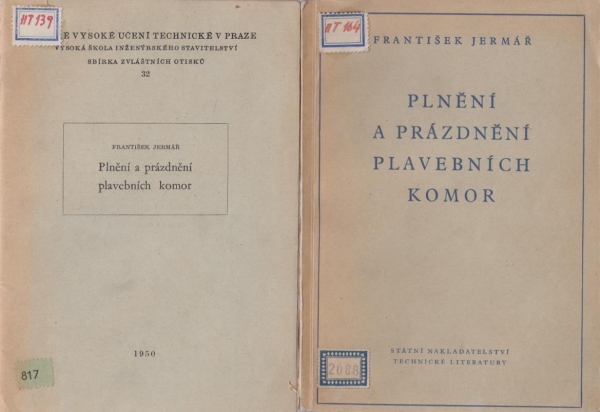 HT 139
VYSOKÉ UČENÍ TECHNICKÉ V PRAZE
VYSOKÁ ŠKOLA INŽENÝRSKÉHO STAVITELSTVÍ
SBÍRKA ZVLÁŠTNÍCH OTISKŮ
32
FRANTIŠEK JERMÁŘ
Plnění a prázdnění
plavebních komor
1950
817
HT 164
FRANTIŠEK JERMÁŘ
PLNĚNÍ
A PRÁZDNĚNÍ
PLAVEBNÍCH
KOMOR
STÁTNÍ NAKLADATELSTVÍ
TECHNICKÉ LITERATURY
2088